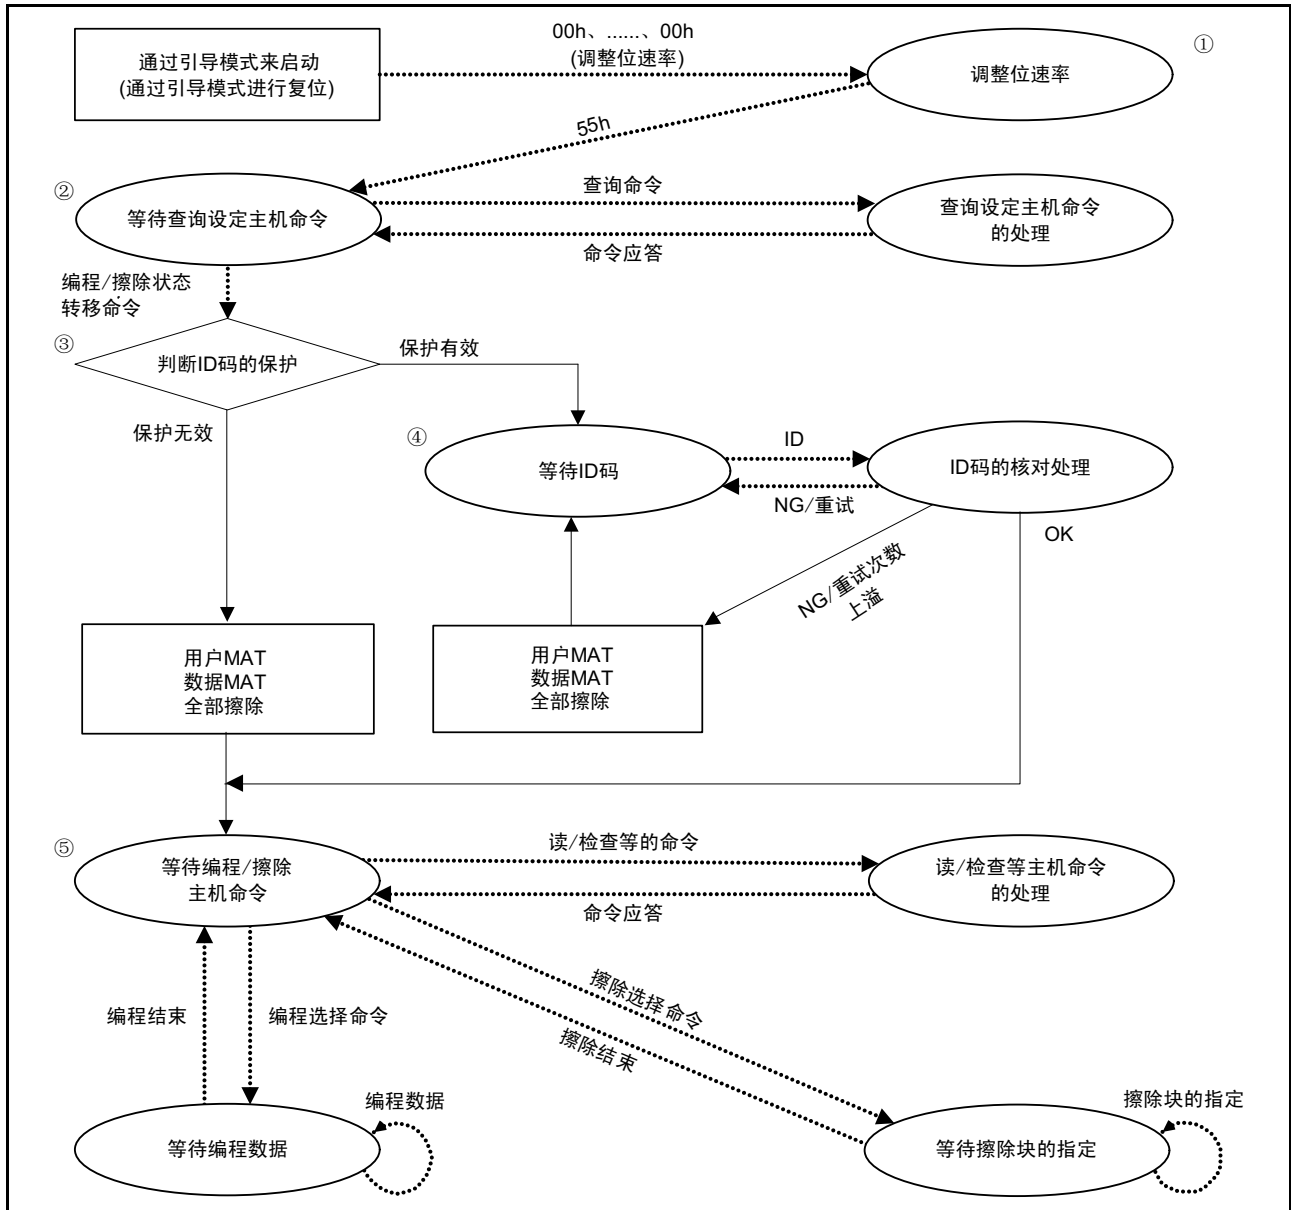 通过引导模式来启动
(通过引导模式进行复位)
00h、......、00h
(调整位速率)
①
调整位速率
55h
②
等待查询设定主机命令
查询命令
命令应答
查询设定主机命令
的处理
编程/擦除状态
转移命令
③
判断ID码的保护
保护有效
保护无效
④
等待ID码
ID
NG/重试
ID码的核对处理
OK
NG/重试次数
上溢
用户MAT
数据MAT
全部擦除
用户MAT
数据MAT
全部擦除
⑤
等待编程/擦除
主机命令
读/检查等的命令
命令应答
读/检查等主机命令
的处理
编程结束
编程选择命令
擦除选择命令
擦除结束
编程数据
等待编程数据
擦除块的指定
等待擦除块的指定